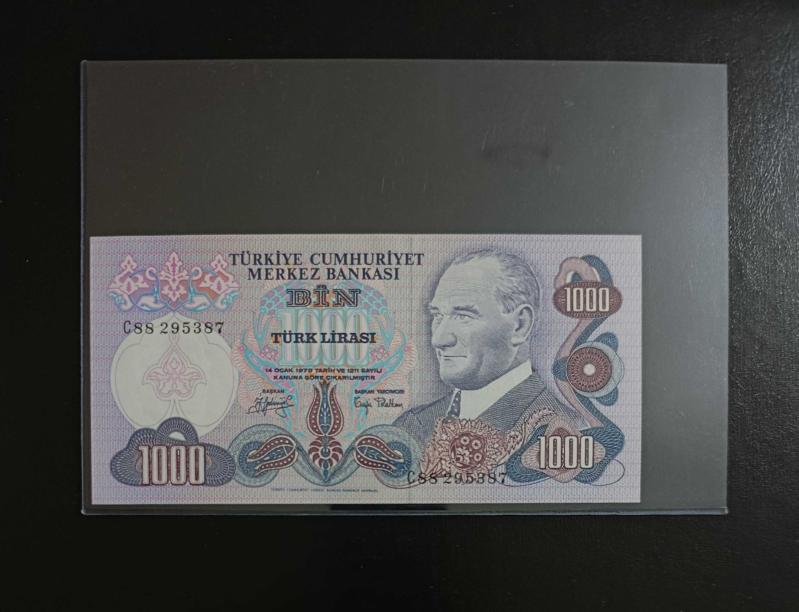 TÜRKİYE CUMHURİYET
MERKEZ BANKASI
BİN
1000
1000
C88 295387
TÜRK LİRASI
14 OCAK 1970 TARİH VE 1211 SAYILI
KANUNA GÖRE ÇIKARILMIŞTIR
BAŞKAN
BAŞKAN YARDIMCISI
1000
1000
C88 295387